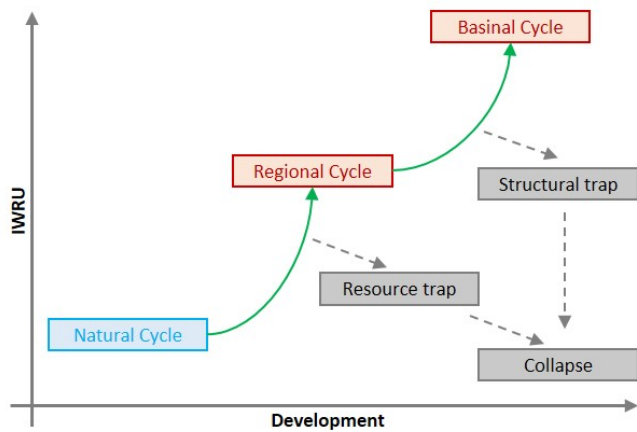 Basinal Cycle
Regional Cycle
Structural trap
IWRU
Resource trap
Natural Cycle
Collapse
Development